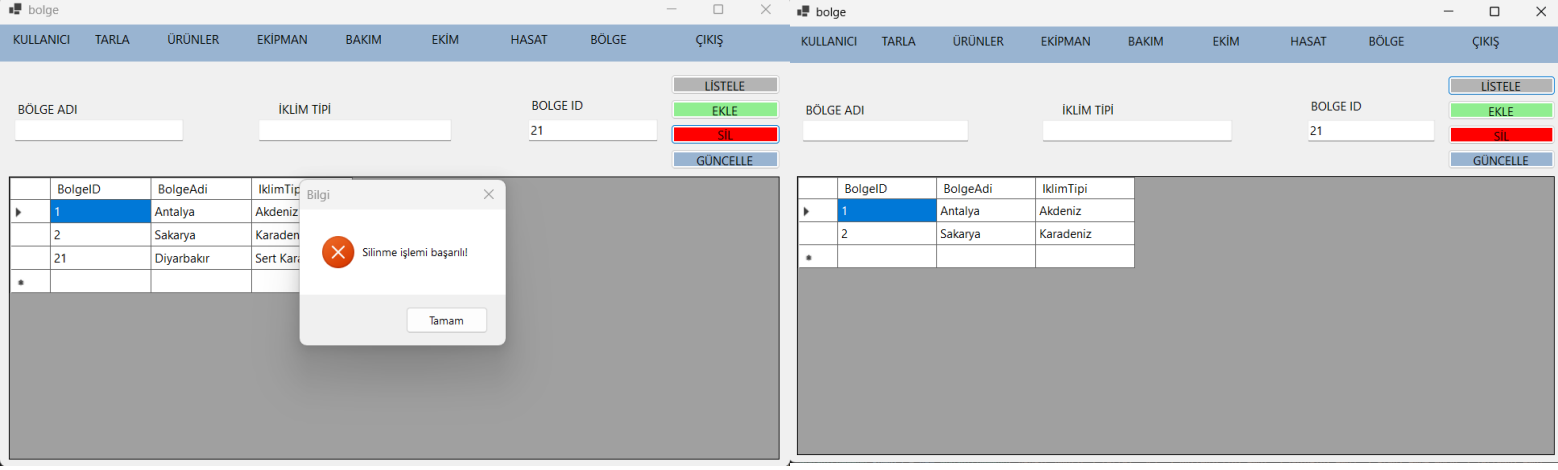 bolge
KULLANICI TARLA ÜRÜNLER EKİPMAN BAKIM EKİM HASAT BÖLGE ÇIKIŞ
LİSTELE
BÖLGE ADI İKLİM TİPİ BOLGE ID
EKLE
21
SİL
GÜNCELLE
BolgeID BolgeAdi IklimTip
1 Antalya Akdeniz
2 Sakarya Karaden
21 Diyarbakır Sert Kara
Bilgi
Silinme işlemi başarılı!
Tamam
bolge
KULLANICI TARLA ÜRÜNLER EKİPMAN BAKIM EKİM HASAT BÖLGE ÇIKIŞ
LİSTELE
BÖLGE ADI İKLİM TİPİ BOLGE ID
EKLE
21
SİL
GÜNCELLE
BolgeID BolgeAdi IklimTipi
1 Antalya Akdeniz
2 Sakarya Karadeniz